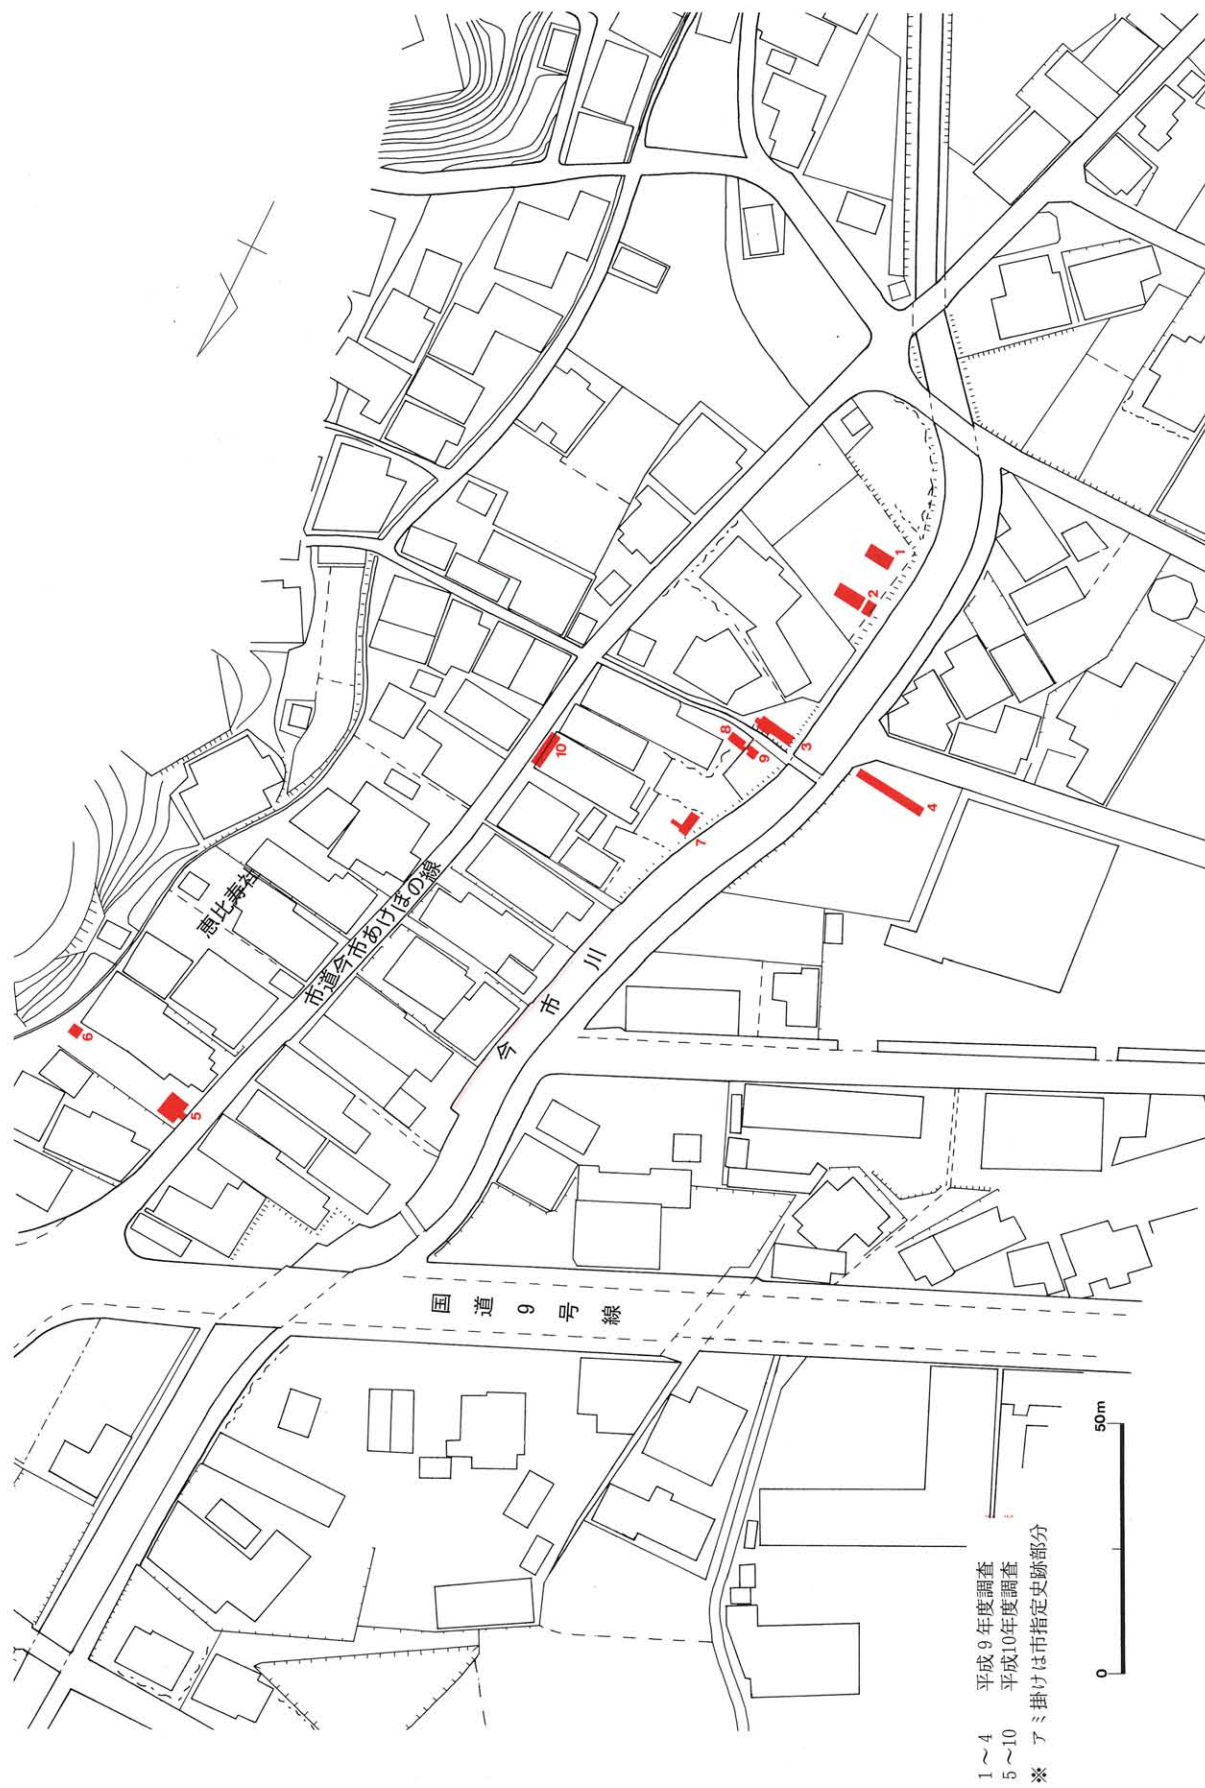 恵比寿社
市道今市あけぼの線
今市川
国道9号線
1
2
3
4
5
6
7
8
9
10
1~4 平成9年度調査
5~10 平成10年度調査
※ アミ掛けは市指定史跡部分
0 50m